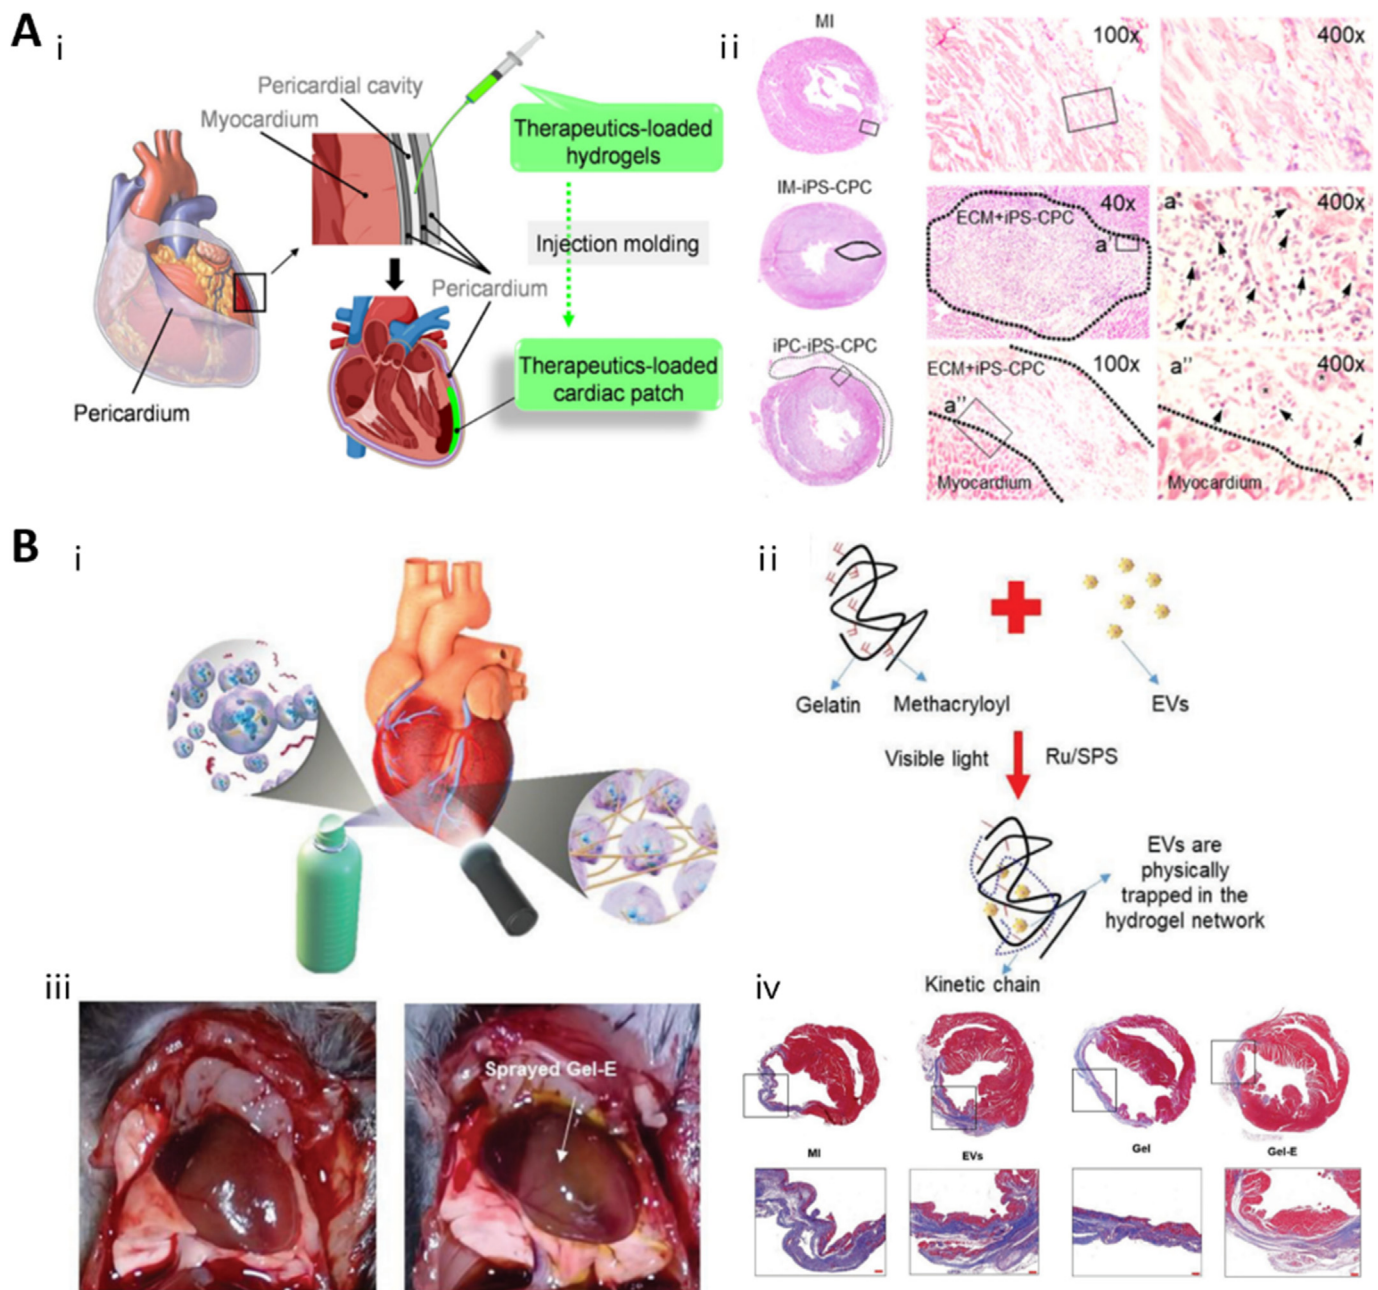 A
i
Pericardial cavity
Myocardium
Therapeutics-loaded
hydrogels
Injection molding
Pericardium
Therapeutics-loaded
cardiac patch
Pericardium
ii
MI
100x
400x
IM-iPS-CPC
ECM+iPS-CPC
40x
a'
a
400x
iPC-iPS-CPC
ECM+iPS-CPC
100x
a''
Myocardium
a''
400x
*
*
Myocardium
B
i
ii
Gelatin
Methacryloyl
EVs
Visible light
Ru/SPS
EVs are
physically
trapped in the
hydrogel network
Kinetic chain
iii
Sprayed Gel-E
iv
MI
EVs
Gel
Gel-E